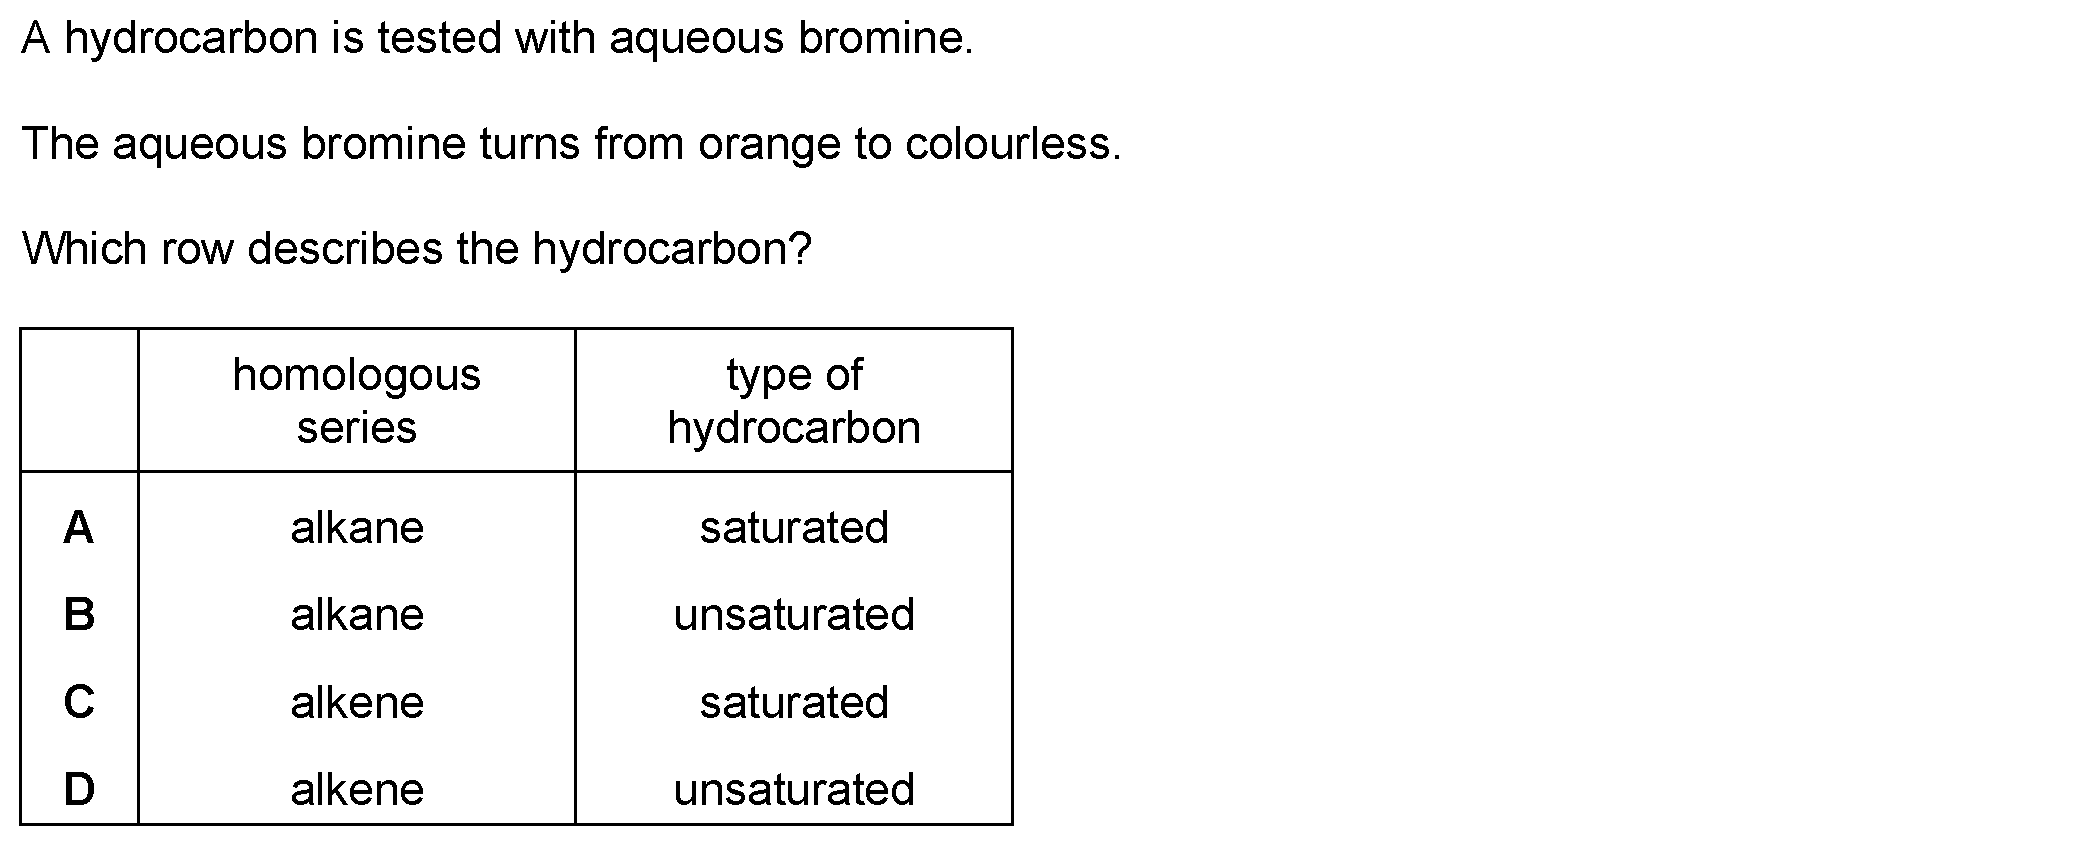 A hydrocarbon is tested with aqueous bromine.
The aqueous bromine turns from orange to colourless.
Which row describes the hydrocarbon?
homologous series type of hydrocarbon
A alkane saturated
B alkane unsaturated
C alkene saturated
D alkene unsaturated